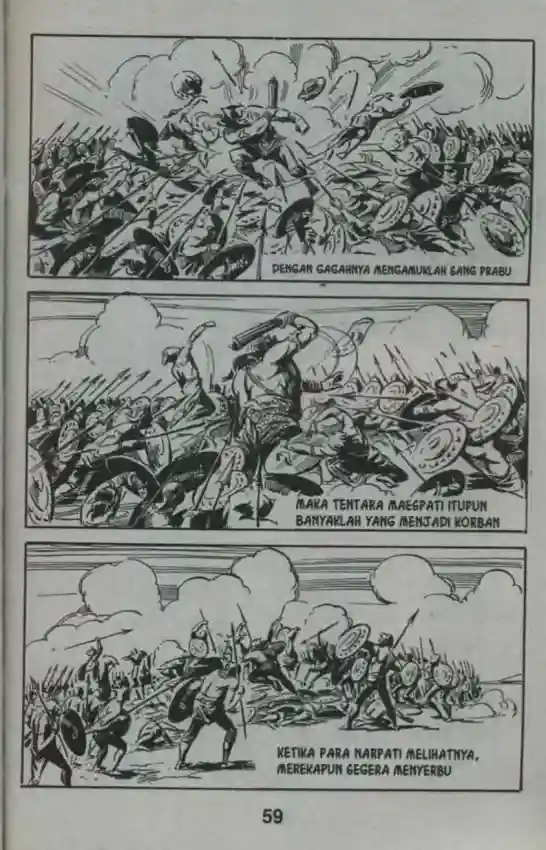 DENGAN GAGAHNYA MENGAMUKLAH SANG PRABU
MAKA TENTARA MAESPATI ITUPUN
BANYAKLAH YANG MENJADI KORBAN
KETIKA PARA NARPATI MELIHATNYA,
MEREKAPUN SEGERA MENYERBU
59